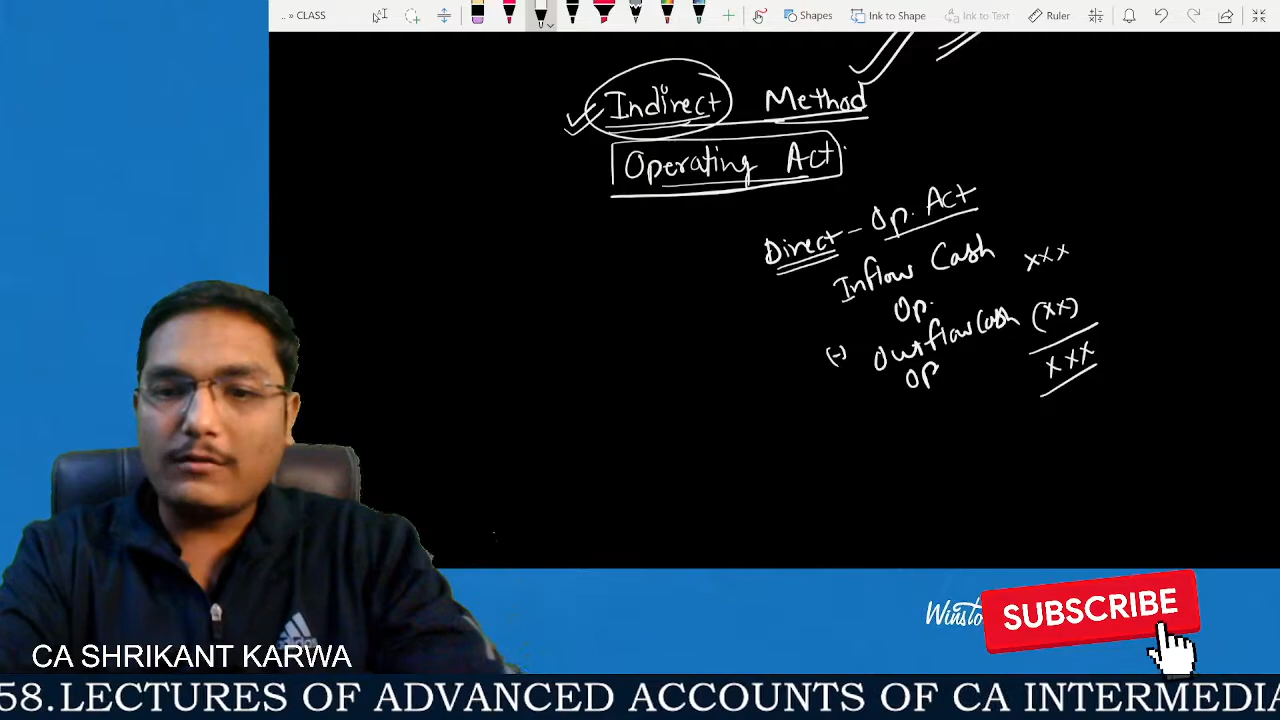 .. » CLASS
Shapes
Ink to Shape
Ink to Text
Ruler
Indirect Method
Operating Act.
Direct - Op. Act
Inflow Cash xxx
Op.
(-) Outflow Cash (xx)
OP
xxx
SUBSCRIBE
CA SHRIKANT KARWA
58.LECTURES OF ADVANCED ACCOUNTS OF CA INTERMEDIA